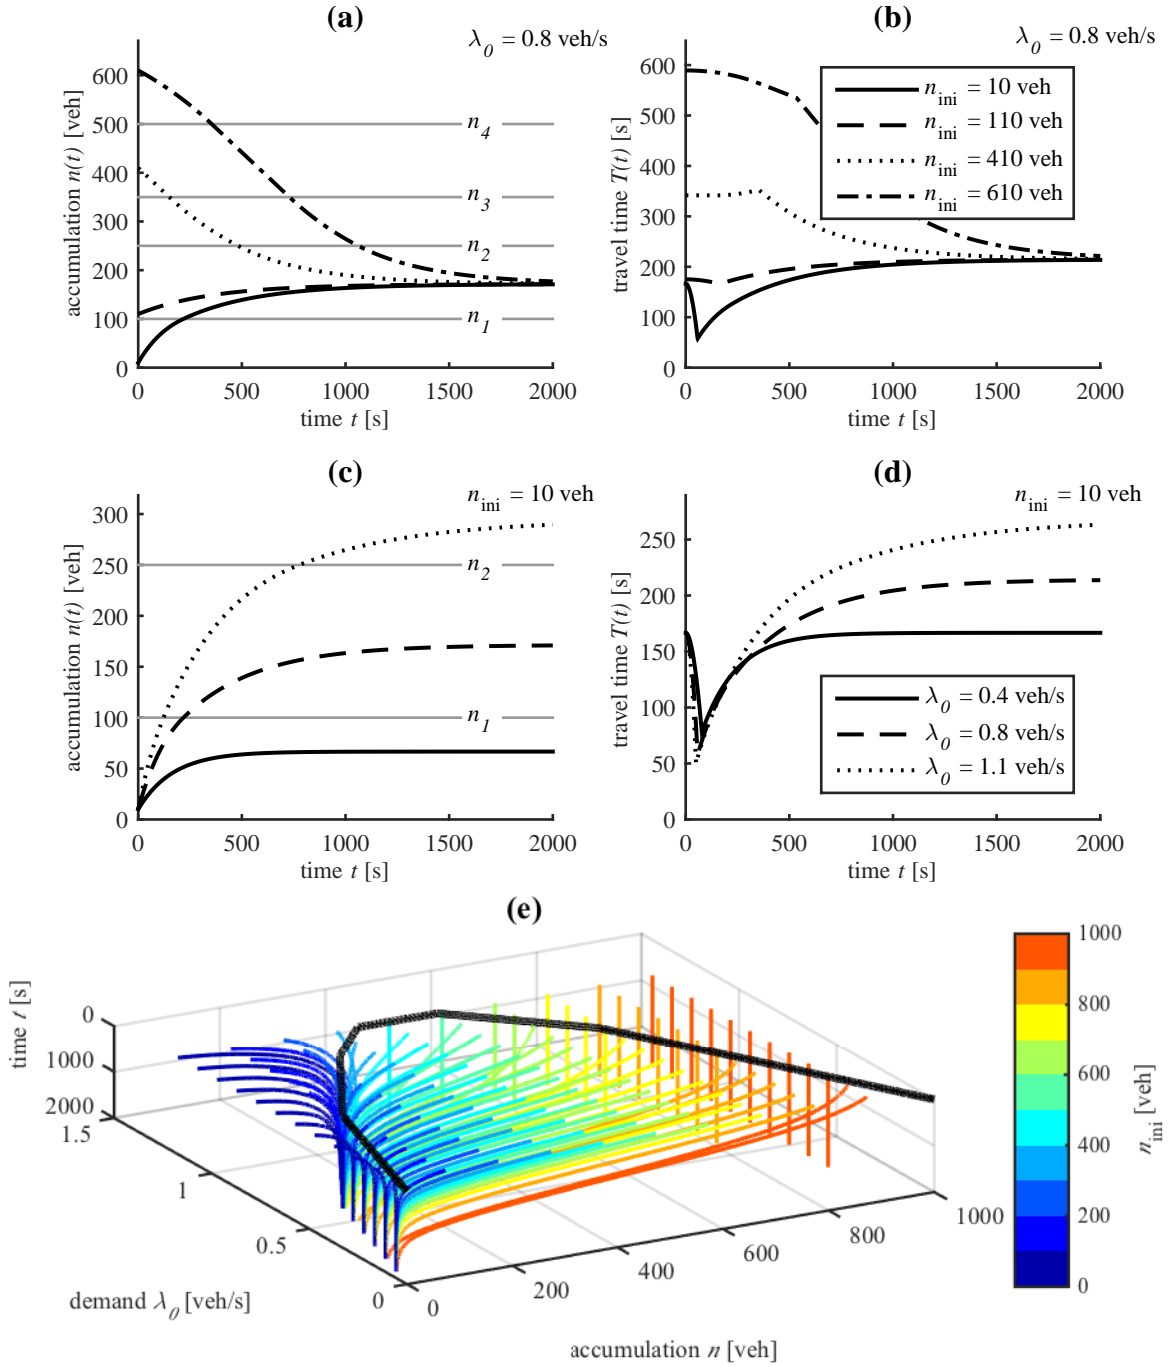 (a)
λ0 = 0.8 veh/s
accumulation n(t) [veh]
600
500
400
300
200
100
0
n4
n3
n2
n1
0 500 1000 1500 2000
time t [s]
(b)
λ0 = 0.8 veh/s
travel time T(t) [s]
600
500
400
300
200
100
0
nini = 10 veh
nini = 110 veh
nini = 410 veh
nini = 610 veh
0 500 1000 1500 2000
time t [s]
(c)
nini = 10 veh
accumulation n(t) [veh]
300
250
200
150
100
50
0
n2
n1
0 500 1000 1500 2000
time t [s]
(d)
nini = 10 veh
travel time T(t) [s]
250
200
150
100
50
0
λ0 = 0.4 veh/s
λ0 = 0.8 veh/s
λ0 = 1.1 veh/s
0 500 1000 1500 2000
time t [s]
(e)
time t [s]
0
1000
2000
1.5
1
0.5
0
demand λ0 [veh/s]
0
200
400
600
800
1000
accumulation n [veh]
1000
800
600
400
200
0
nini [veh]